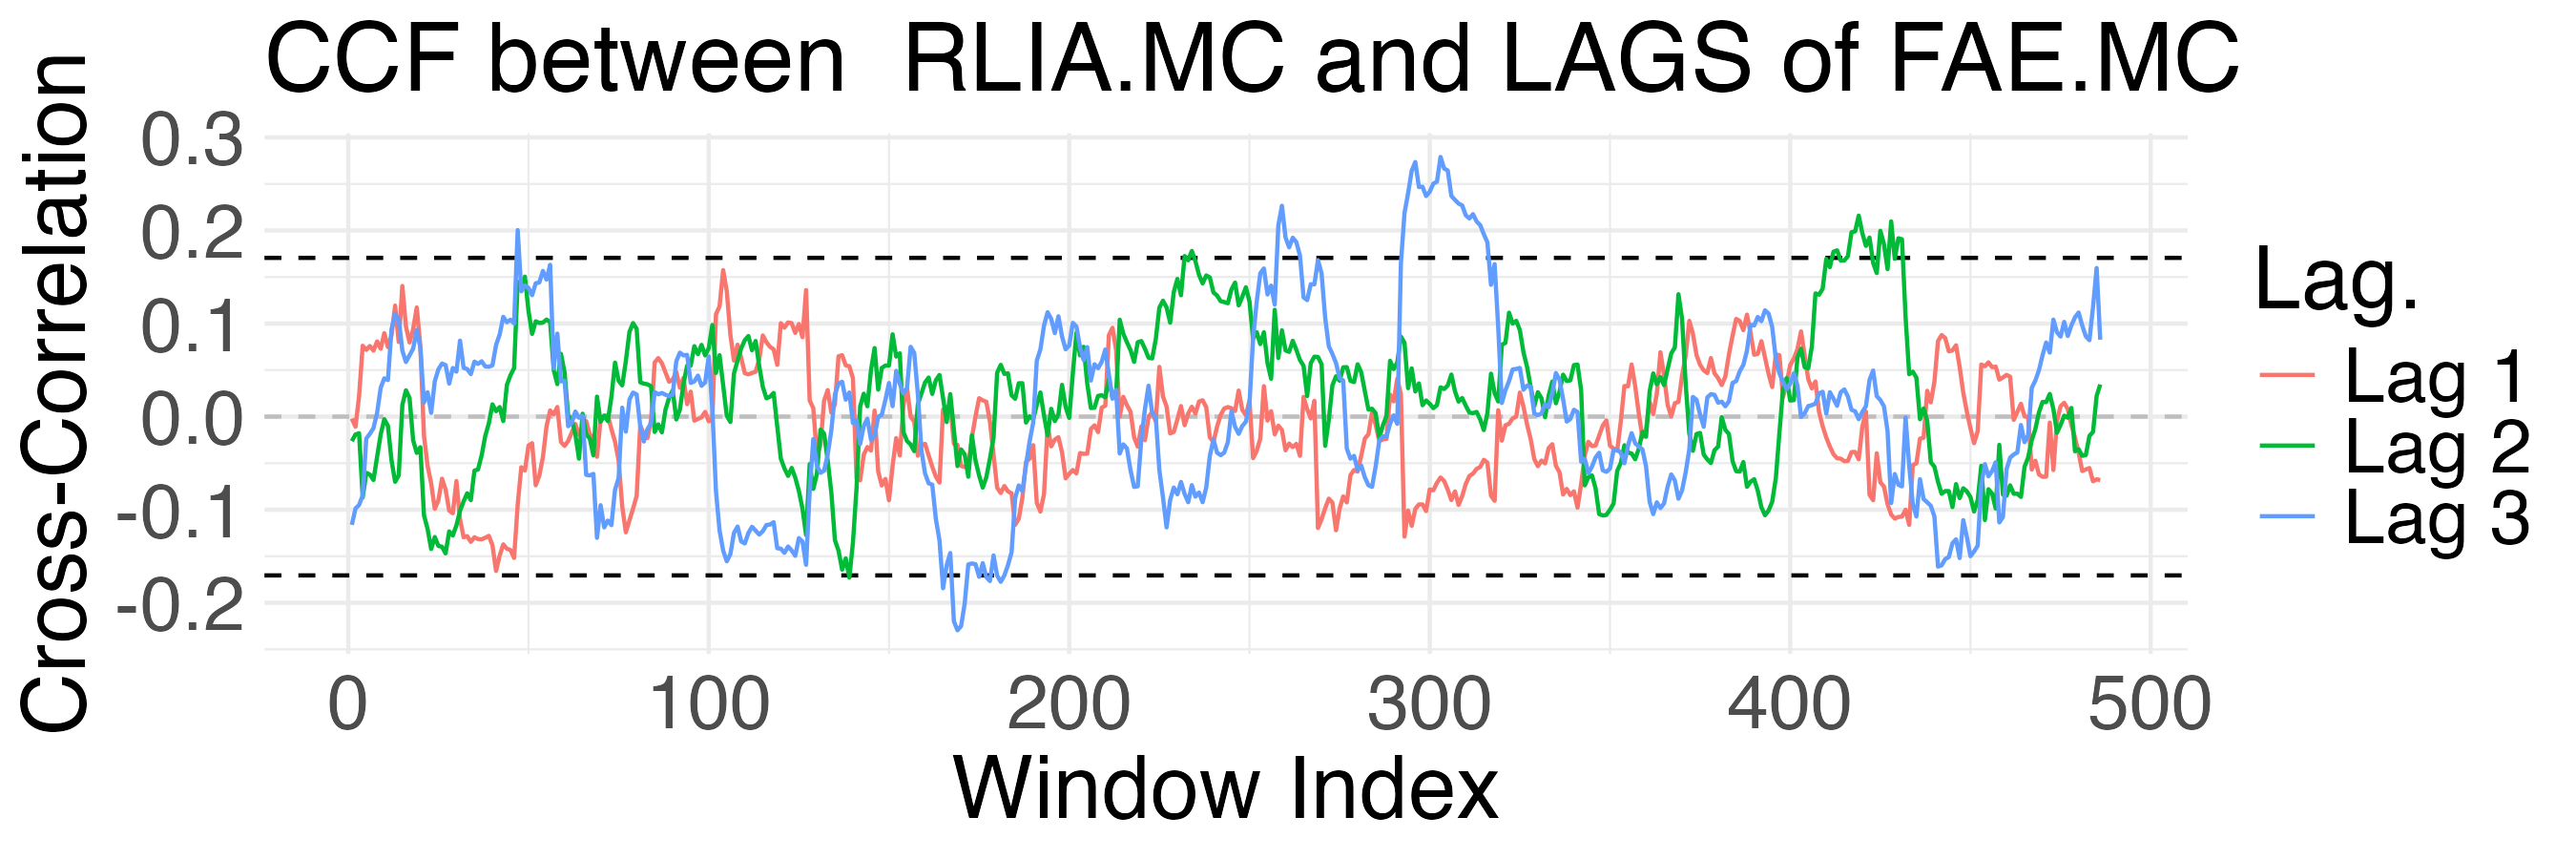 CCF between  RLIA.MC and LAGS of FAE.MC
Cross-Correlation
0.3
0.2
0.1
0.0
-0.1
-0.2
0 100 200 300 400 500
Window Index
Lag.
Lag 1
Lag 2
Lag 3